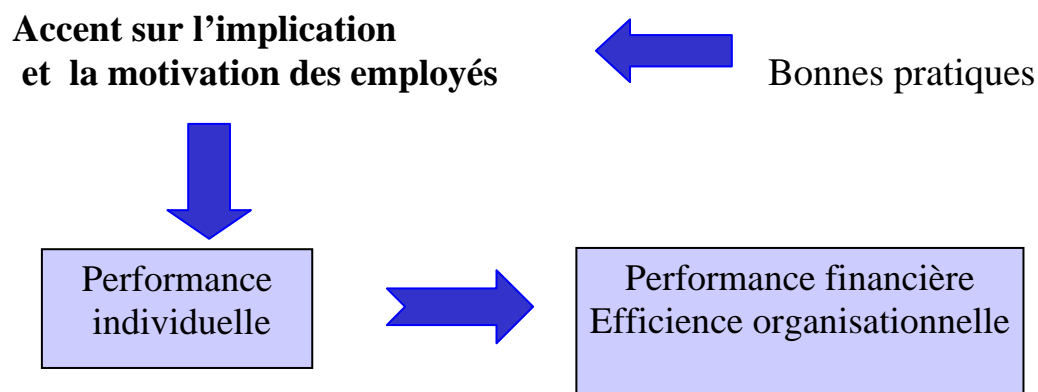 Accent sur l’implication
et la motivation des employés
Bonnes pratiques
Performance
individuelle
Performance financière
Efficience organisationnelle